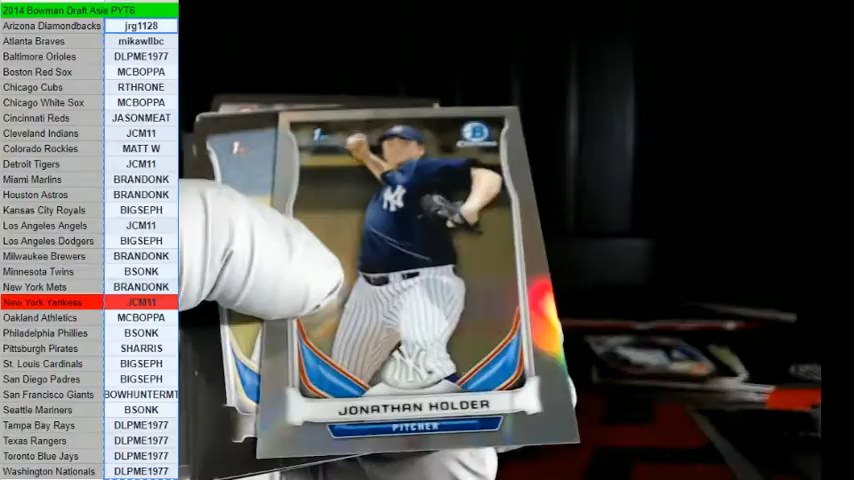 2014 Bowman Draft Asia PYT6
Arizona Diamondbacks jrg1128
Atlanta Braves mikawllbc
Baltimore Orioles DLPME1977
Boston Red Sox MCBOPPA
Chicago Cubs RTHRONE
Chicago White Sox MCBOPPA
Cincinnati Reds JASONMEAT
Cleveland Indians JCM11
Colorado Rockies MATT W
Detroit Tigers JCM11
Miami Marlins BRANDONK
Houston Astros BRANDONK
Kansas City Royals BIGSEPH
Los Angeles Angels JCM11
Los Angeles Dodgers BIGSEPH
Milwaukee Brewers BRANDONK
Minnesota Twins BSONK
New York Mets BRANDONK
New York Yankees JCM11
Oakland Athletics MCBOPPA
Philadelphia Phillies BSONK
Pittsburgh Pirates SHARRIS
St. Louis Cardinals BIGSEPH
San Diego Padres BIGSEPH
San Francisco Giants BOWHUNTERMT
Seattle Mariners BSONK
Tampa Bay Rays DLPME1977
Texas Rangers DLPME1977
Toronto Blue Jays DLPME1977
Washington Nationals DLPME1977
1st
B
NY
JONATHAN HOLDER
PITCHER